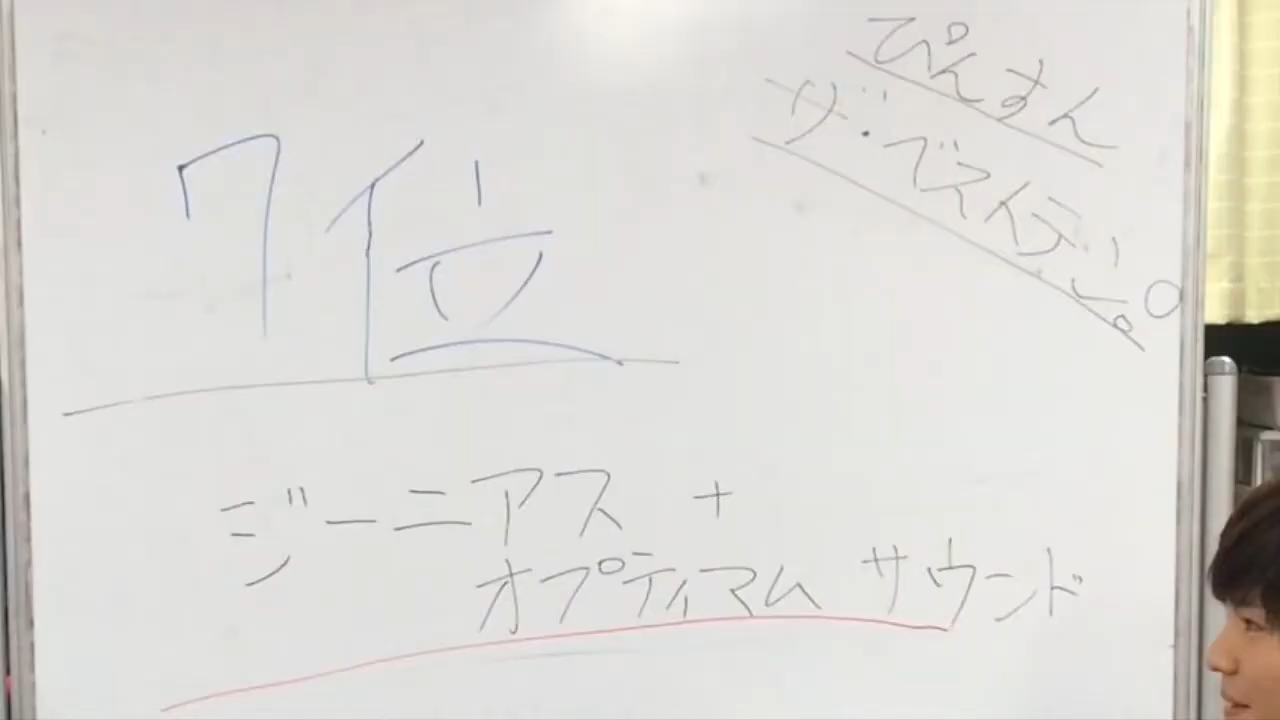 ぴんすん
ザ・ベストテン。
7位
ジーニアス +
オプティマム サウンド